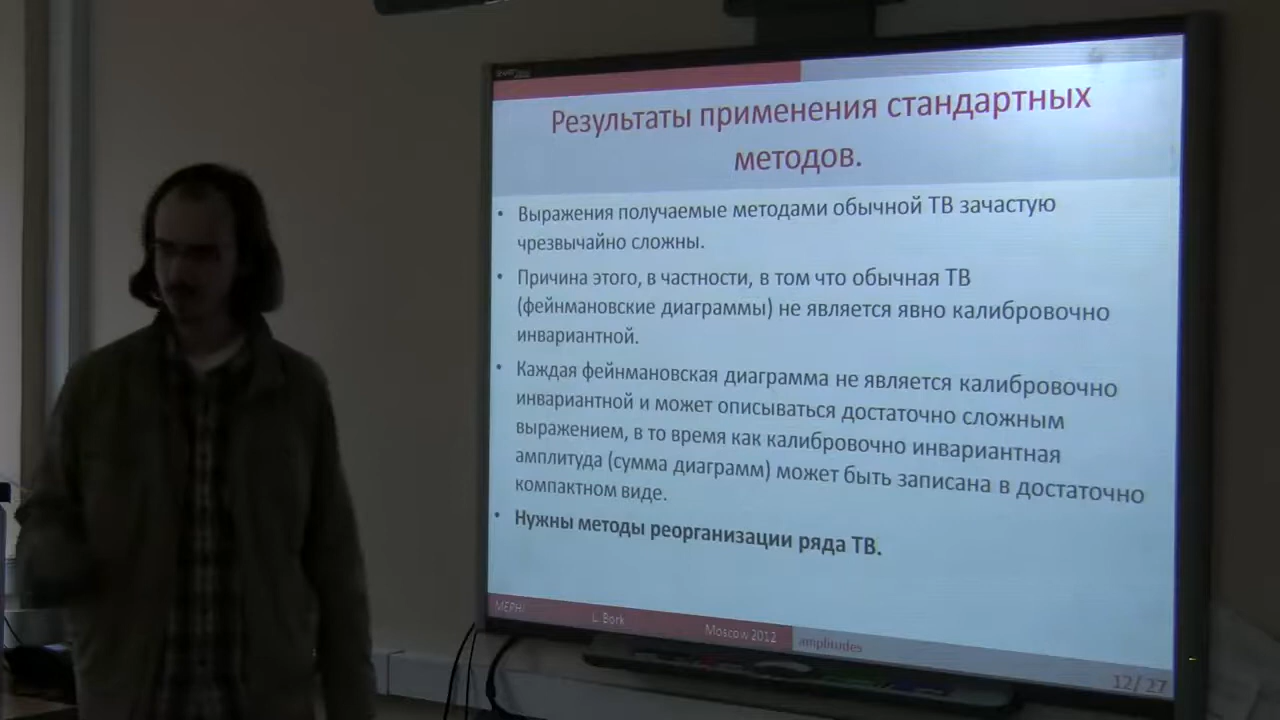 Результаты применения стандартных
методов.
• Выражения получаемые методами обычной ТВ зачастую
чрезвычайно сложны.
• Причина этого, в частности, в том что обычная ТВ
(фейнмановские диаграммы) не является явно калибровочно
инвариантной.
• Каждая фейнмановская диаграмма не является калибровочно
инвариантной и может описываться достаточно сложным
выражением, в то время как калибровочно инвариантная
амплитуда (сумма диаграмм) может быть записана в достаточно
компактном виде.
• Нужны методы реорганизации ряда ТВ.
MEPHI L. Bork Moscow 2012 amplitudes
12/ 27